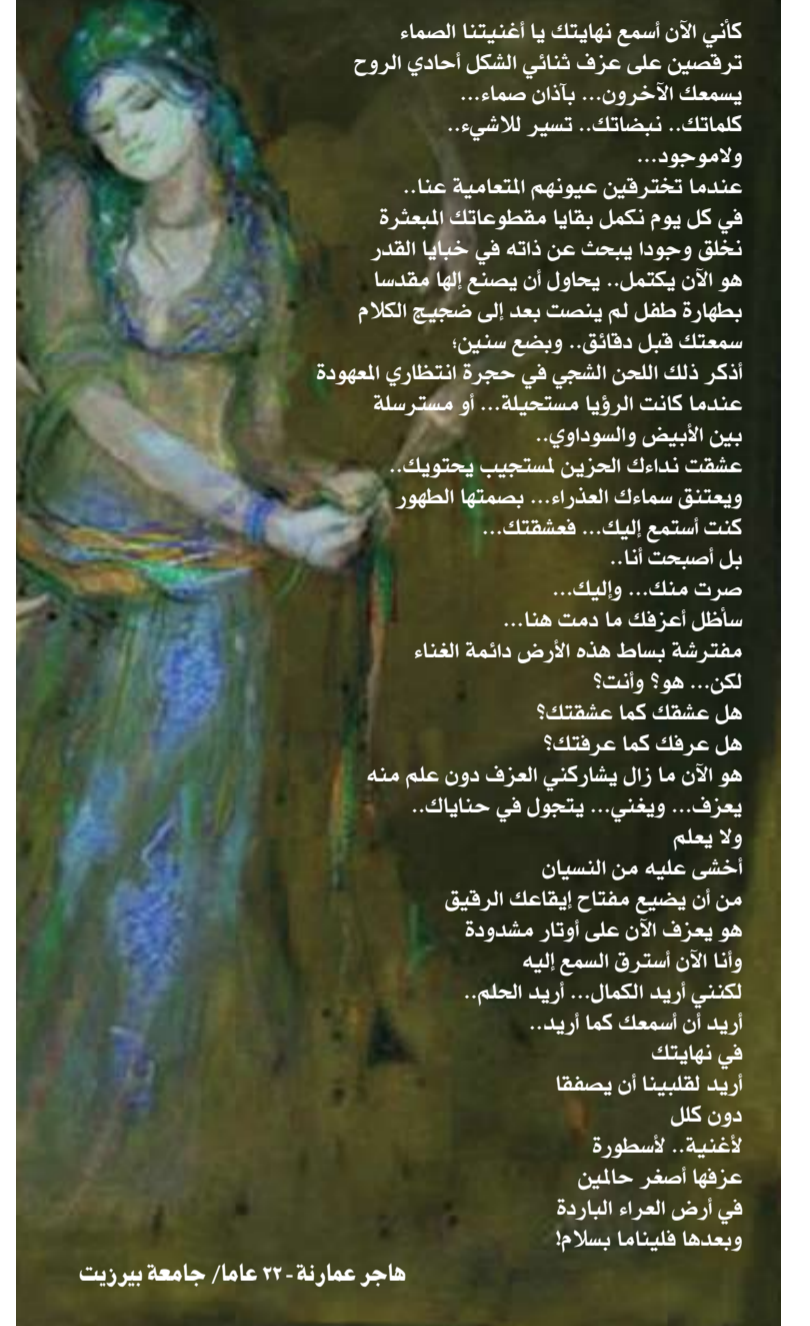 كأني الآن أسمع نهايتك يا أغنيتنا الصماء
ترقصين على عزف ثنائي الشكل أحادي الروح
يسمعك الآخرون... بآذان صماء...
كلماتك.. نبضاتك.. تسير للاشيء..
ولاموجود...
عندما تخترقين عيونهم المتعامية عنا..
في كل يوم نكمل بقايا مقطوعاتك المبعثرة
نخلق وجودا يبحث عن ذاته في خبايا القدر
هو الآن يكتمل.. يحاول أن يصنع إلها مقدسا
بطهارة طفل لم ينصت بعد إلى ضجيج الكلام
سمعتك قبل دقائق.. وبضع سنين؛
أذكر ذلك اللحن الشجي في حجرة انتظاري المعهودة
عندما كانت الرؤيا مستحيلة... أو مسترسلة
بين الأبيض والسوداوي..
عشقت نداءك الحزين لمستجيب يحتويك..
ويعتنق سماءك العذراء... بصمتها الطهور
كنت أستمع إليك... فعشقتك...
بل أصبحت أنا..
صرت منك... وإليك...
سأظل أعزفك ما دمت هنا...
مفترشة بساط هذه الأرض دائمة الغناء
لكن... هو؟ وأنت؟
هل عشقك كما عشقتك؟
هل عرفك كما عرفتك؟
هو الآن ما زال يشاركني العزف دون علم منه
يعزف... ويغني... يتجول في حناياك..
ولا يعلم
أخشى عليه من النسيان
من أن يضيع مفتاح إيقاعك الرقيق
هو يعزف الآن على أوتار مشدودة
وأنا الآن أسترق السمع إليه
لكنني أريد الكمال... أريد الحلم..
أريد أن أسمعك كما أريد..
في نهايتك
أريد لقلبينا أن يصفقا
دون كلل
لأغنية.. لأسطورة
عزفها أصغر حالمين
في أرض العراء الباردة
وبعدها فليناما بسلام!
هاجر عمارنة - ٢٢ عاما/ جامعة بيرزيت